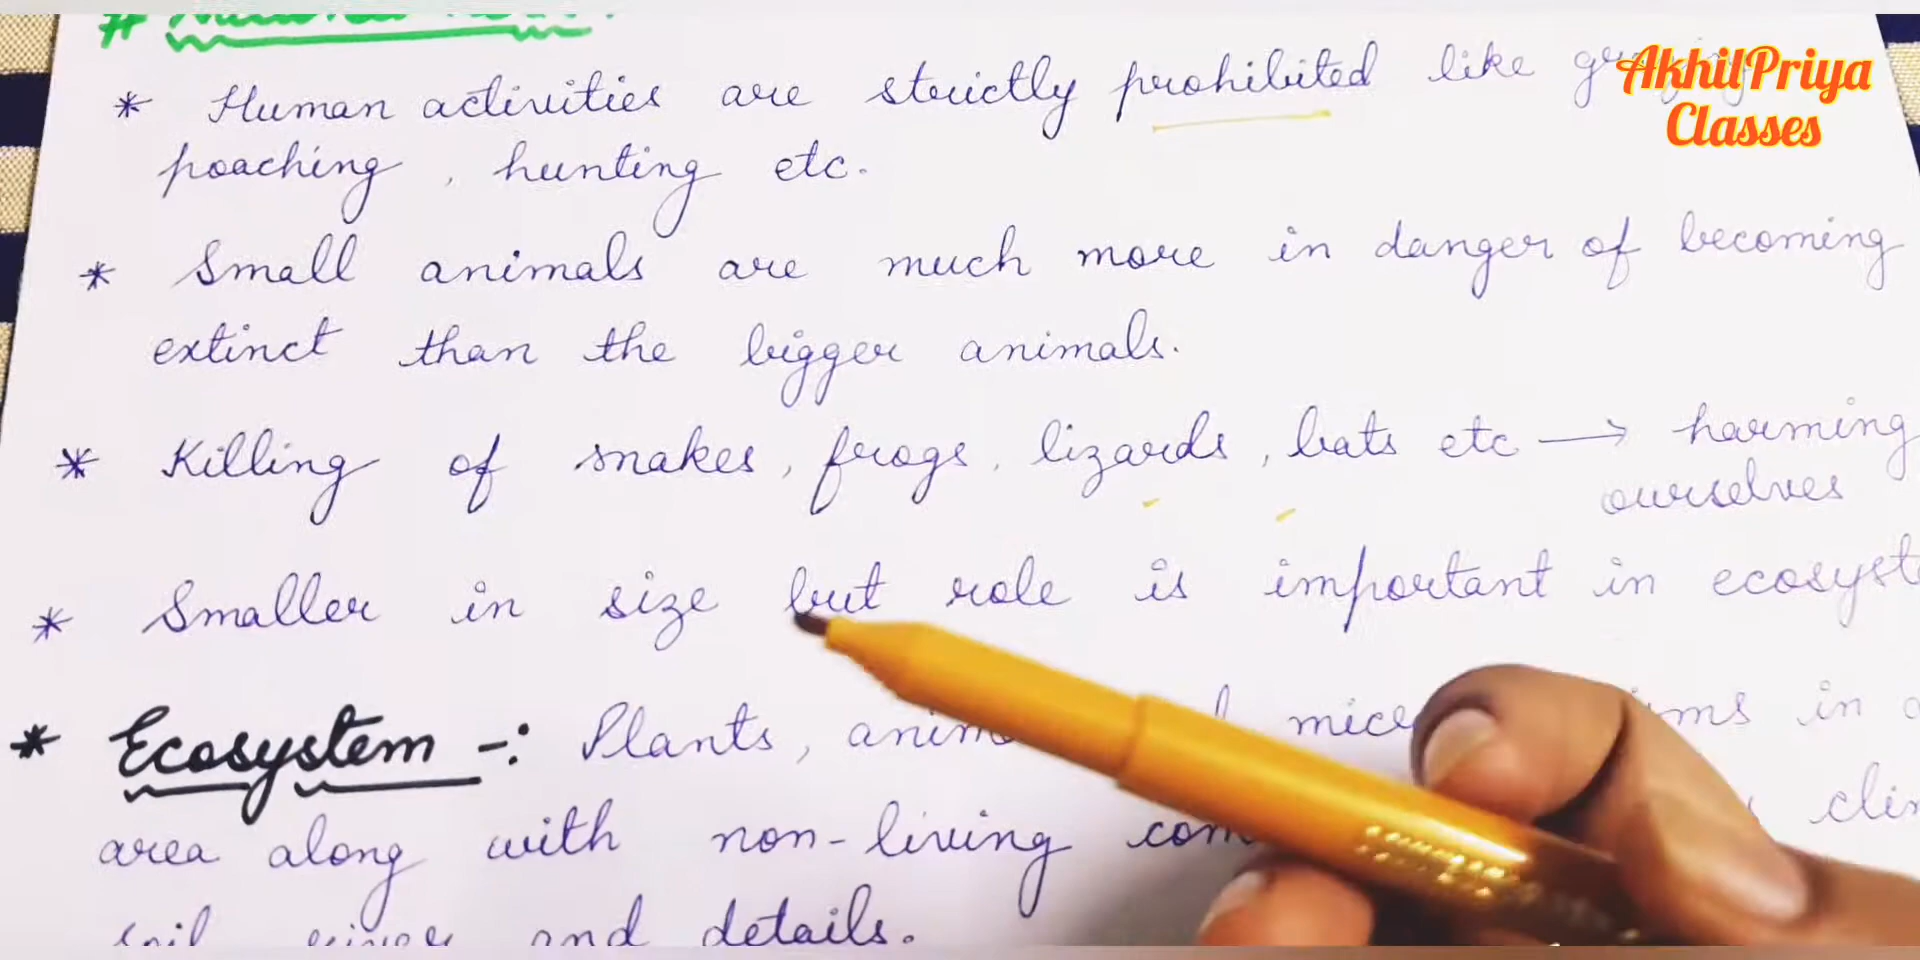 #
* Human activities are strictly prohibited like
poaching, hunting etc.
* Small animals are much more in danger of becoming
extinct than the bigger animals.
* Killing of snakes, frogs, lizards, bats etc → harming
ourselves
* Smaller in size but role is important in
* Ecosystem -: Plants, in
area along with non-living
soil and details.
AkhilPriya
Classes